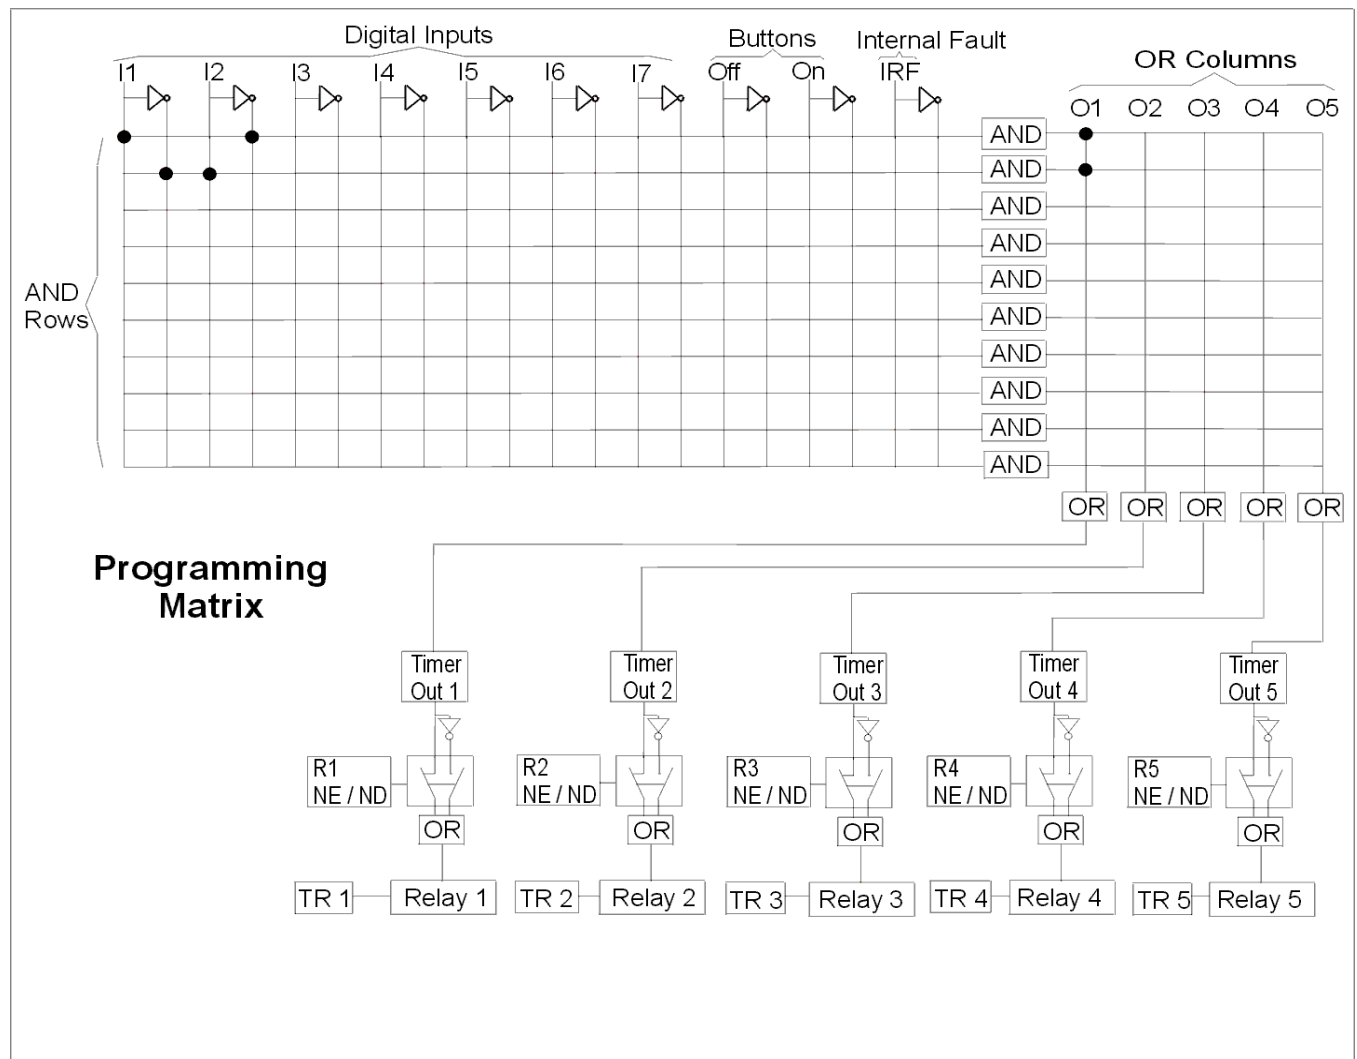 Digital Inputs
Buttons
Internal Fault
OR Columns
I1 I2 I3 I4 I5 I6 I7 Off On IRF
O1 O2 O3 O4 O5
AND
AND
AND
AND
AND
AND
Rows
AND
AND
AND
AND
AND
OR OR OR OR OR
Programming
Matrix
Timer Timer Timer Timer Timer
Out 1 Out 2 Out 3 Out 4 Out 5
R1 R2 R3 R4 R5
NE / ND NE / ND NE / ND NE / ND NE / ND
OR OR OR OR OR
TR 1 Relay 1 TR 2 Relay 2 TR 3 Relay 3 TR 4 Relay 4 TR 5 Relay 5